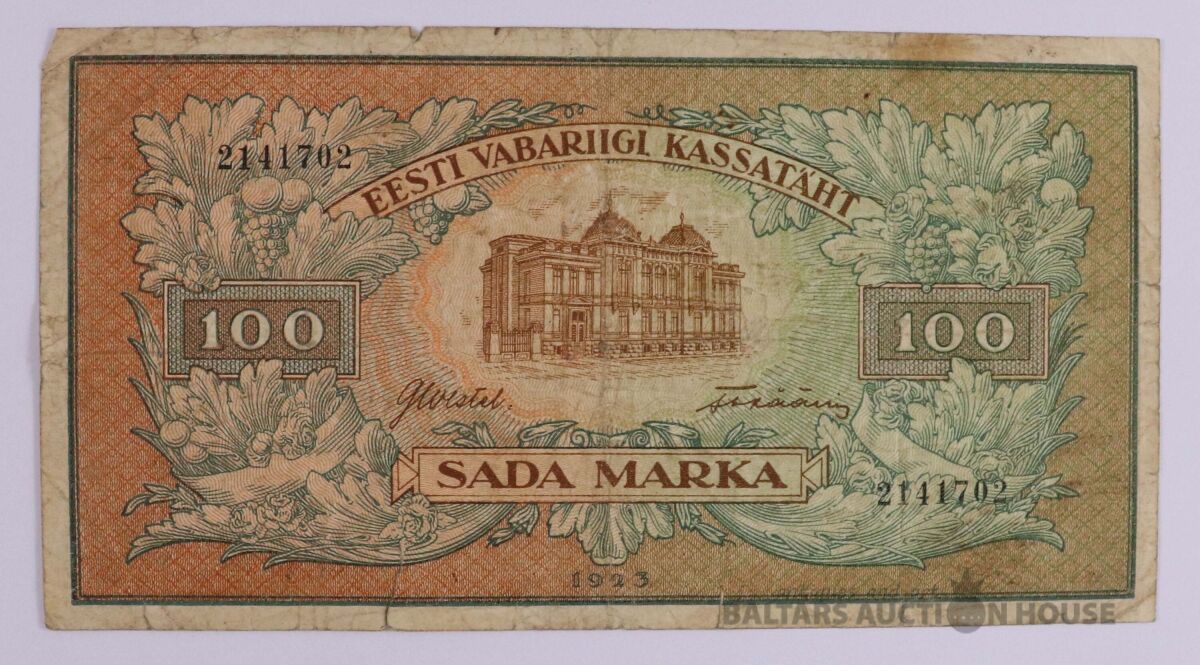 2141702
EESTI VABARIIGI KASSATÄHT
100
100
SADA MARKA
2141702
1923
BALTARS AUCTION HOUSE